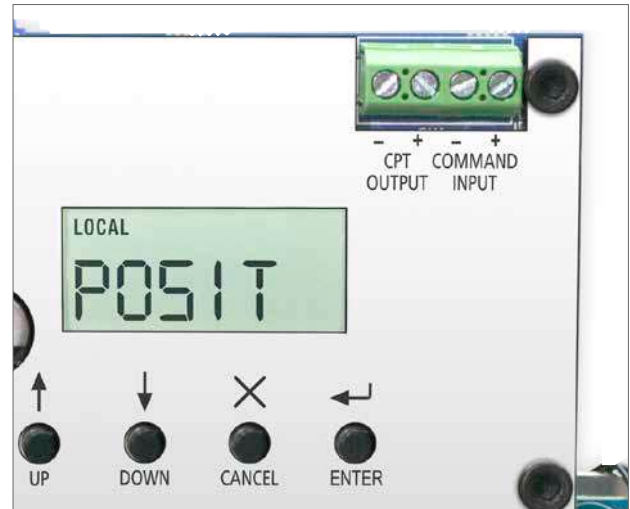 - + - +
CPT COMMAND
OUTPUT INPUT
LOCAL
POSIT
UP DOWN CANCEL ENTER